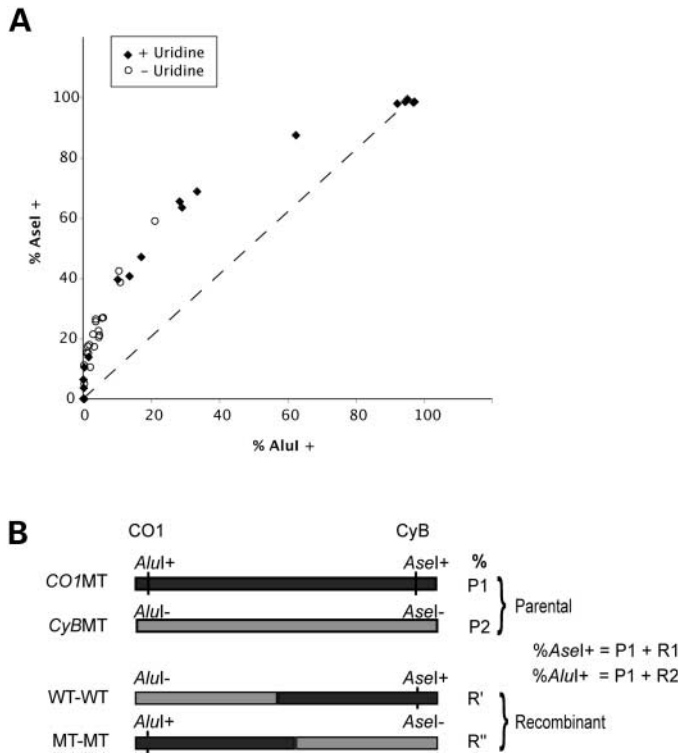 A
+ Uridine
– Uridine
% AseI +
100
80
60
40
20
0
0 20 40 60 80 100
% AluI +
B
CO1 CyB %
AluI+ AseI+
CO1MT P1
AluI- AseI-
CyBMT P2
Parental
%AseI+ = P1 + R1
%AluI+ = P1 + R2
AluI- AseI+
WT-WT R'
AluI+ AseI-
MT-MT R"
Recombinant